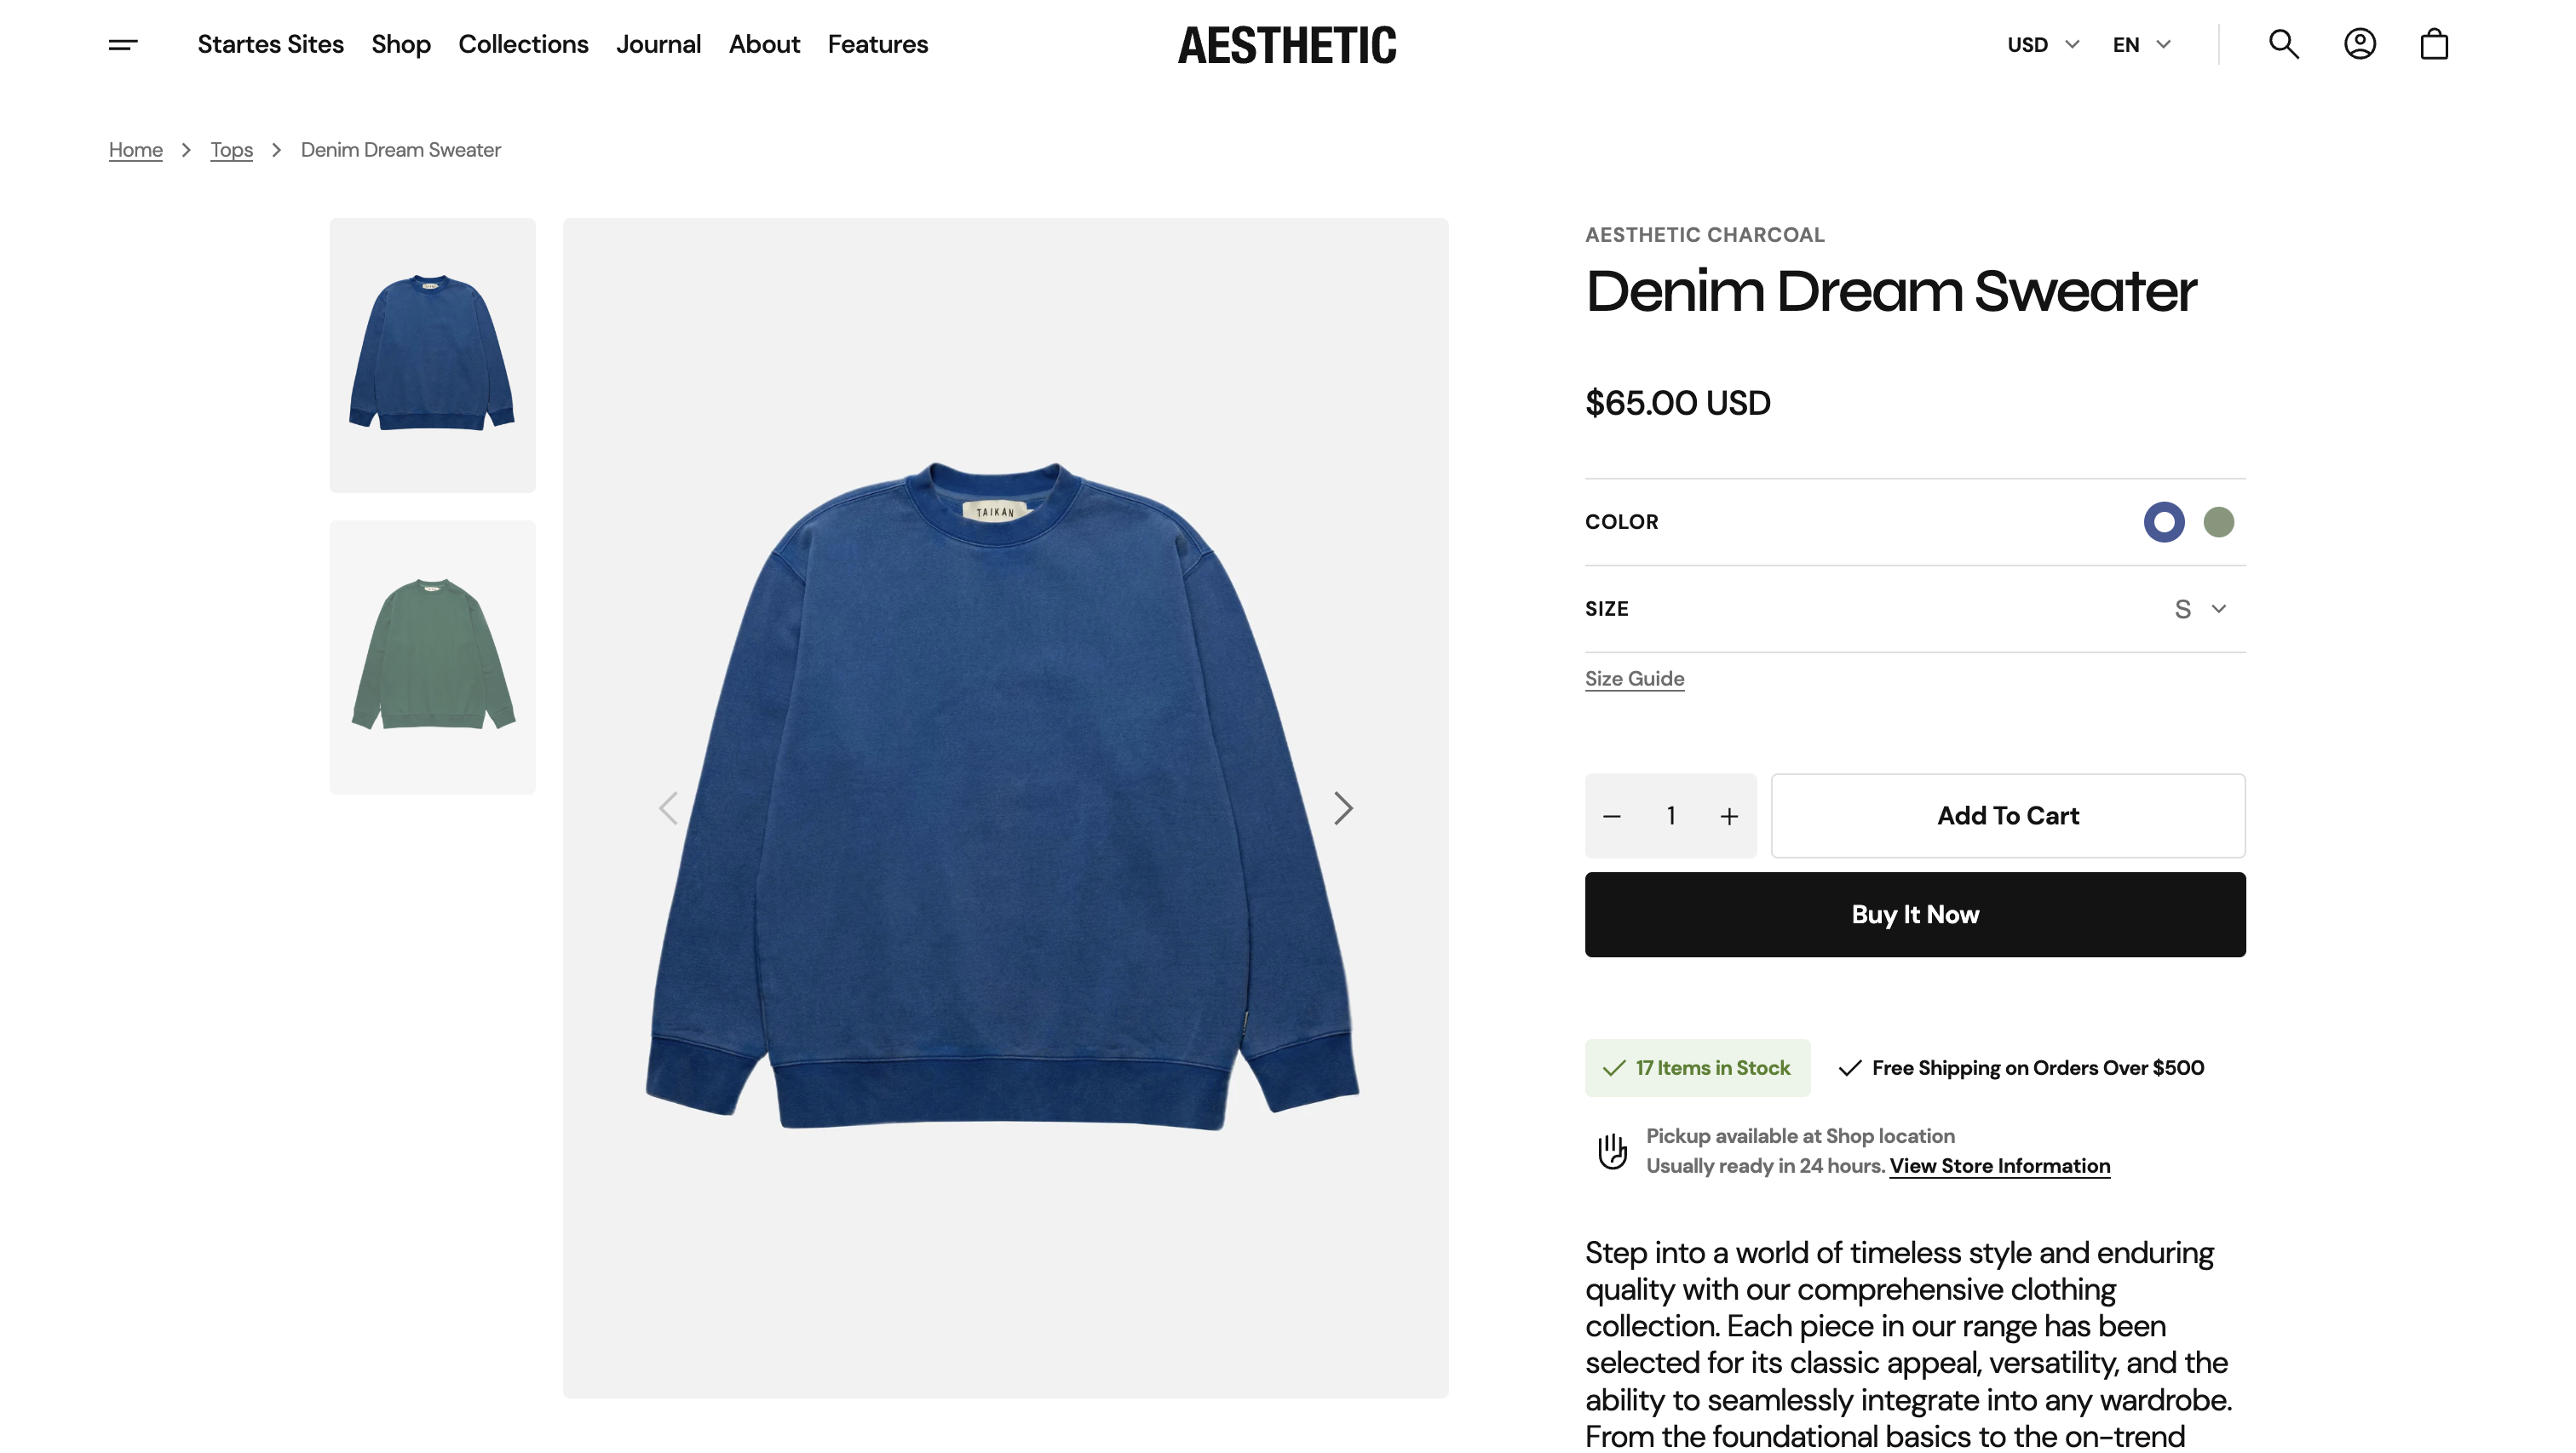 Startes Sites Shop Collections Journal About Features
AESTHETIC
USD EN
Home > Tops > Denim Dream Sweater
TAIKAN
AESTHETIC CHARCOAL
Denim Dream Sweater
$65.00 USD
COLOR
SIZE S
Size Guide
− 1 + Add To Cart
Buy It Now
17 Items in Stock Free Shipping on Orders Over $500
Pickup available at Shop location
Usually ready in 24 hours. View Store Information
Step into a world of timeless style and enduring
quality with our comprehensive clothing
collection. Each piece in our range has been
selected for its classic appeal, versatility, and the
ability to seamlessly integrate into any wardrobe.
From the foundational basics to the on-trend